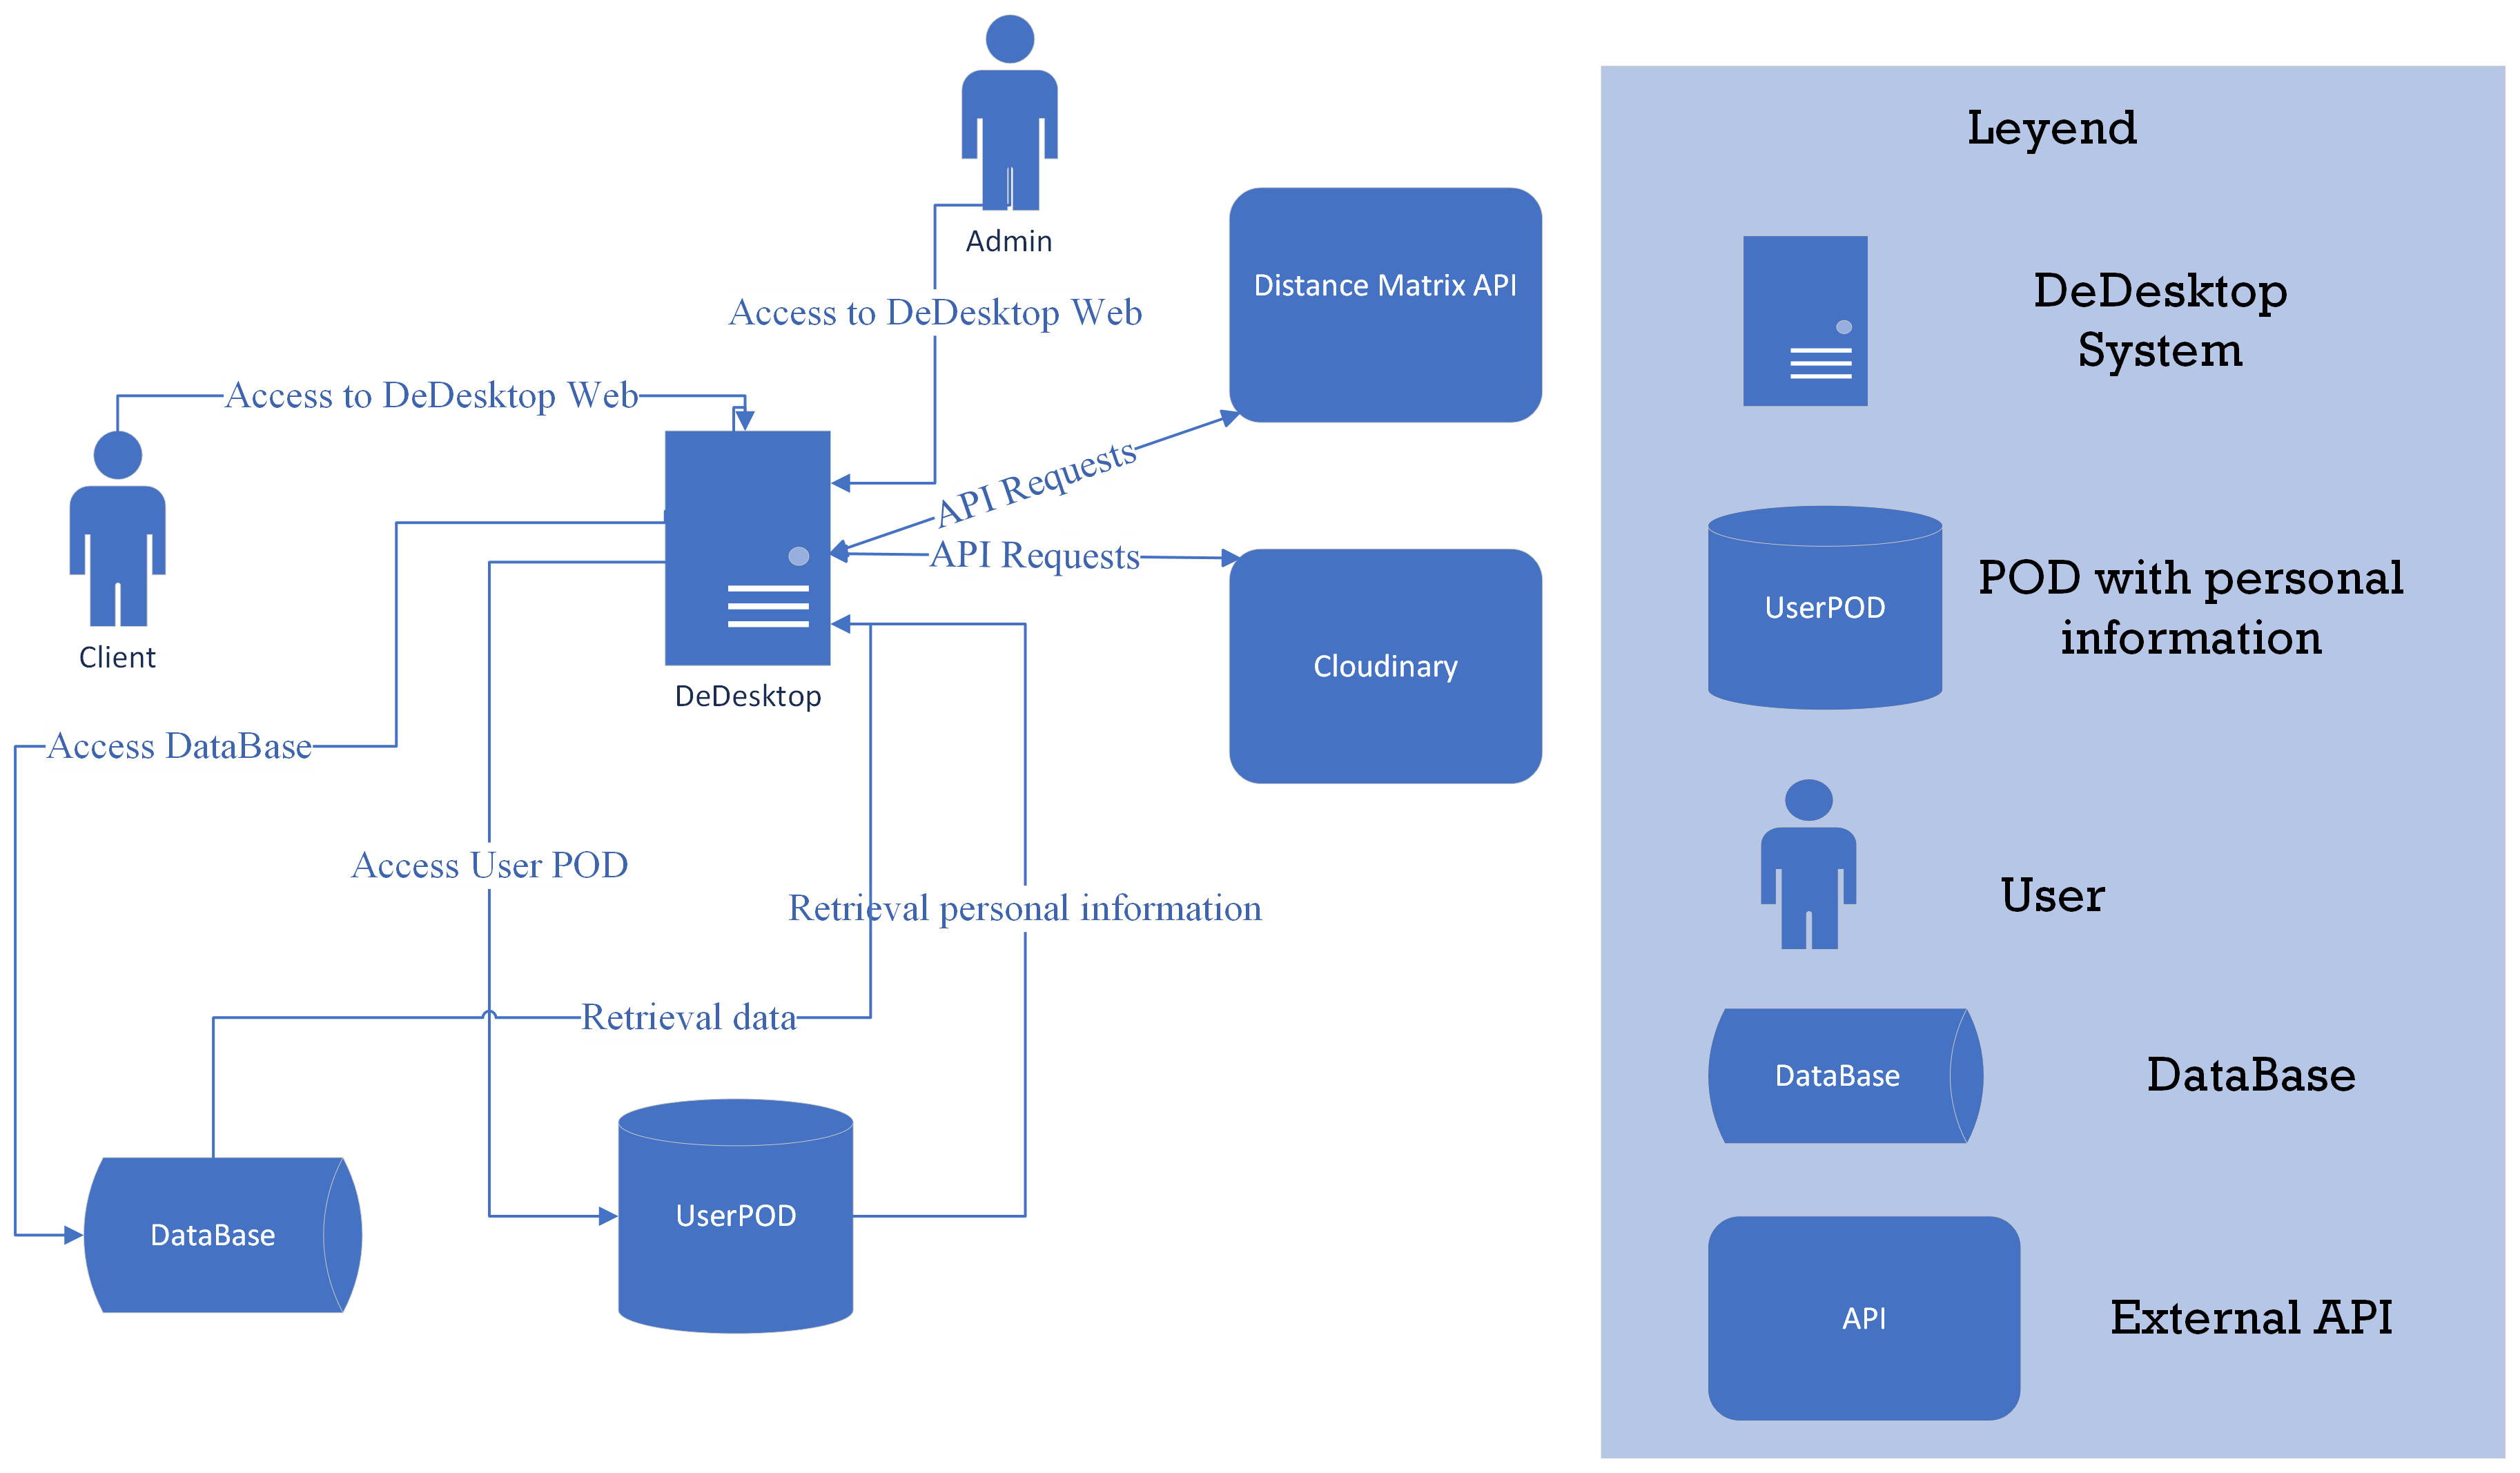 Admin
Access to DeDesktop Web
Distance Matrix API
Access to DeDesktop Web
API Requests
API Requests
Client
DeDesktop
Cloudinary
Access DataBase
Access User POD
Retrieval personal information
Retrieval data
DataBase
UserPOD
Leyend
DeDesktop
System
UserPOD
POD with personal
information
User
DataBase
DataBase
API
External API